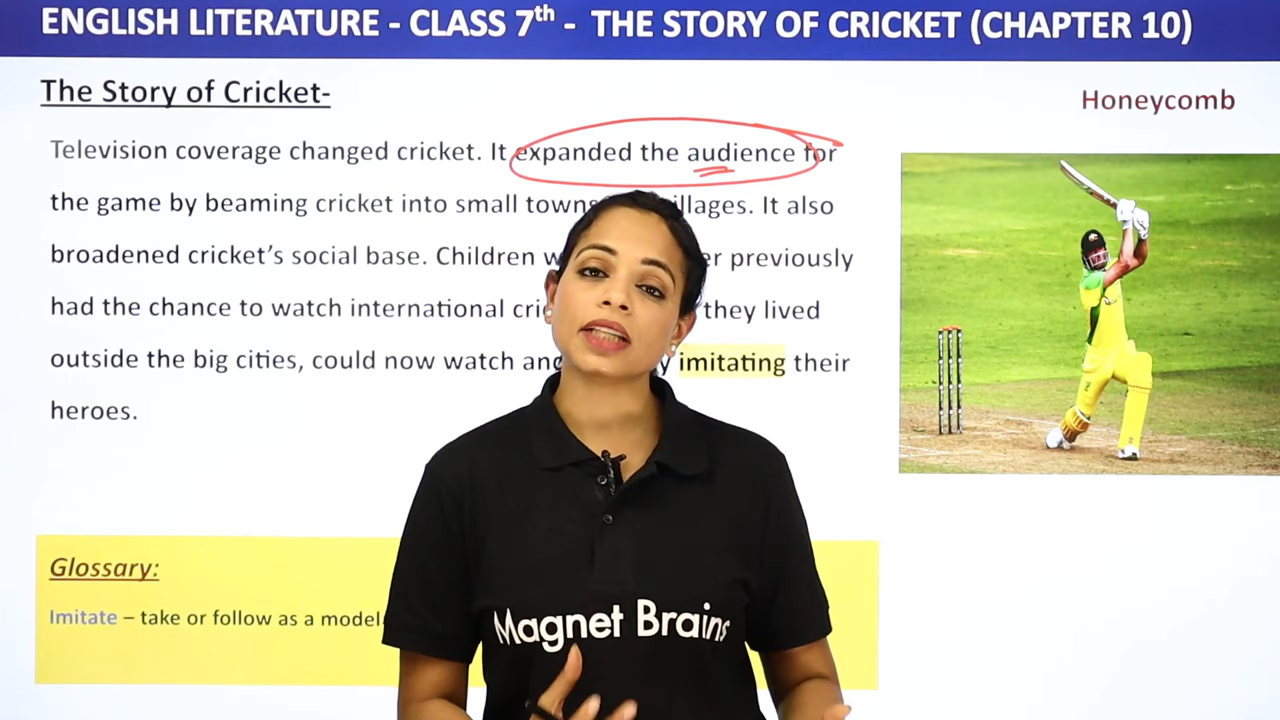 ENGLISH LITERATURE - CLASS 7th - THE STORY OF CRICKET (CHAPTER 10)
The Story of Cricket-
Honeycomb
Television coverage changed cricket. It expanded the audience for
the game by beaming cricket into small towns villages. It also
broadened cricket's social base. Children previously
had the chance to watch international they lived
outside the big cities, could now watch and imitating their
heroes.
Glossary:
Imitate – take or follow as a model
Magnet Brains